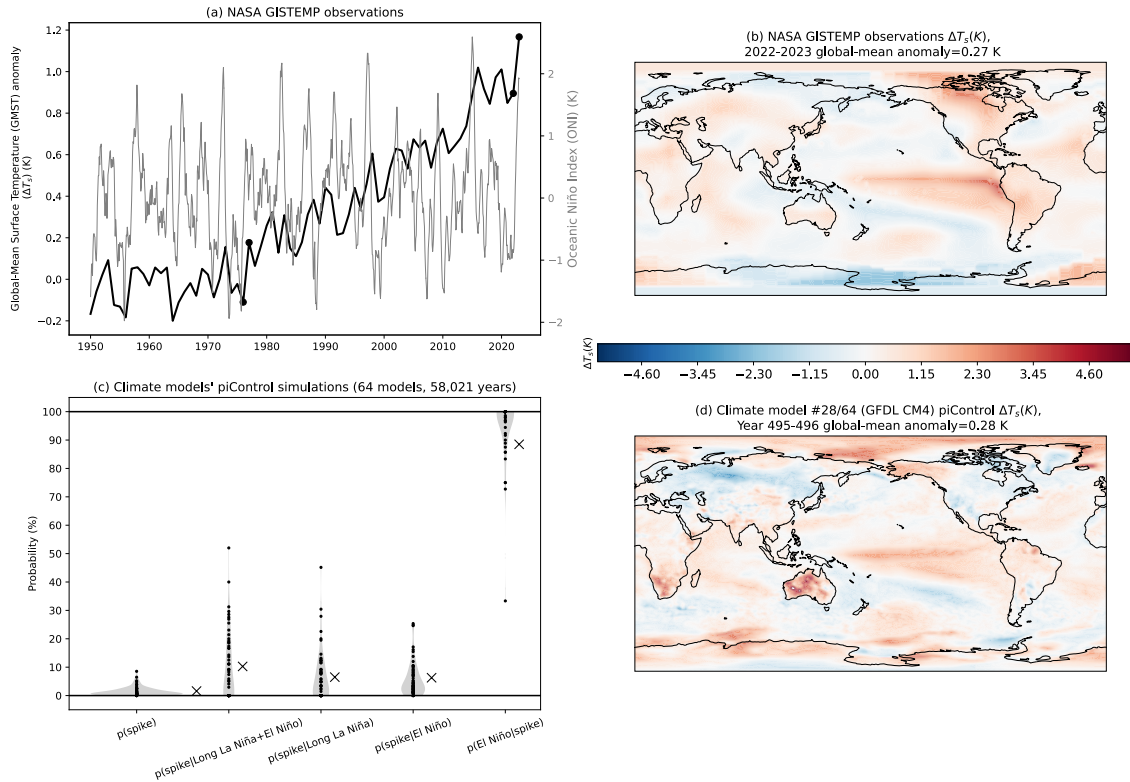 (a) NASA GISTEMP observations
Global-Mean Surface Temperature (GMST) anomaly
(ΔTs) (K)
1.2
1.0
0.8
0.6
0.4
0.2
0.0
−0.2
1950
1960
1970
1980
1990
2000
2010
2020
2
1
0
−1
−2
Oceanic Niño Index (ONI) (K)
(b) NASA GISTEMP observations ΔTs(K),
2022-2023 global-mean anomaly=0.27 K
ΔTs(K)
−4.60
−3.45
−2.30
−1.15
0.00
1.15
2.30
3.45
4.60
(c) Climate models' piControl simulations (64 models, 58,021 years)
Probability (%)
100
90
80
70
60
50
40
30
20
10
0
p(spike)
p(spike|Long La Niña+El Niño)
p(spike|Long La Niña)
p(spike|El Niño)
p(El Niño|spike)
(d) Climate model #28/64 (GFDL CM4) piControl ΔTs(K),
Year 495-496 global-mean anomaly=0.28 K